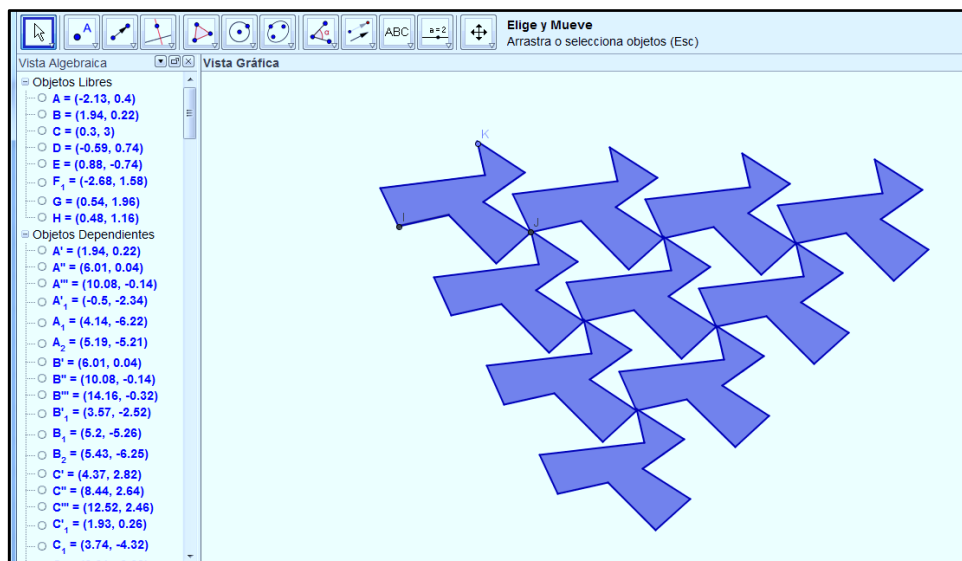 A
ABC
a=2
Elige y Mueve
Arrastra o selecciona objetos (Esc)
Vista Algebraica
Vista Gráfica
Objetos Libres
A = (-2.13, 0.4)
B = (1.94, 0.22)
C = (0.3, 3)
D = (-0.59, 0.74)
E = (0.88, -0.74)
F₁ = (-2.68, 1.58)
G = (0.54, 1.96)
H = (0.48, 1.16)
Objetos Dependientes
A' = (1.94, 0.22)
A'' = (6.01, 0.04)
A''' = (10.08, -0.14)
A'₁ = (-0.5, -2.34)
A₁ = (4.14, -6.22)
A₂ = (5.19, -5.21)
B' = (6.01, 0.04)
B'' = (10.08, -0.14)
B''' = (14.16, -0.32)
B'₁ = (3.57, -2.52)
B₁ = (5.2, -5.26)
B₂ = (5.43, -6.25)
C' = (4.37, 2.82)
C'' = (8.44, 2.64)
C''' = (12.52, 2.46)
C'₁ = (1.93, 0.26)
C₁ = (3.74, -4.32)
K
I
J